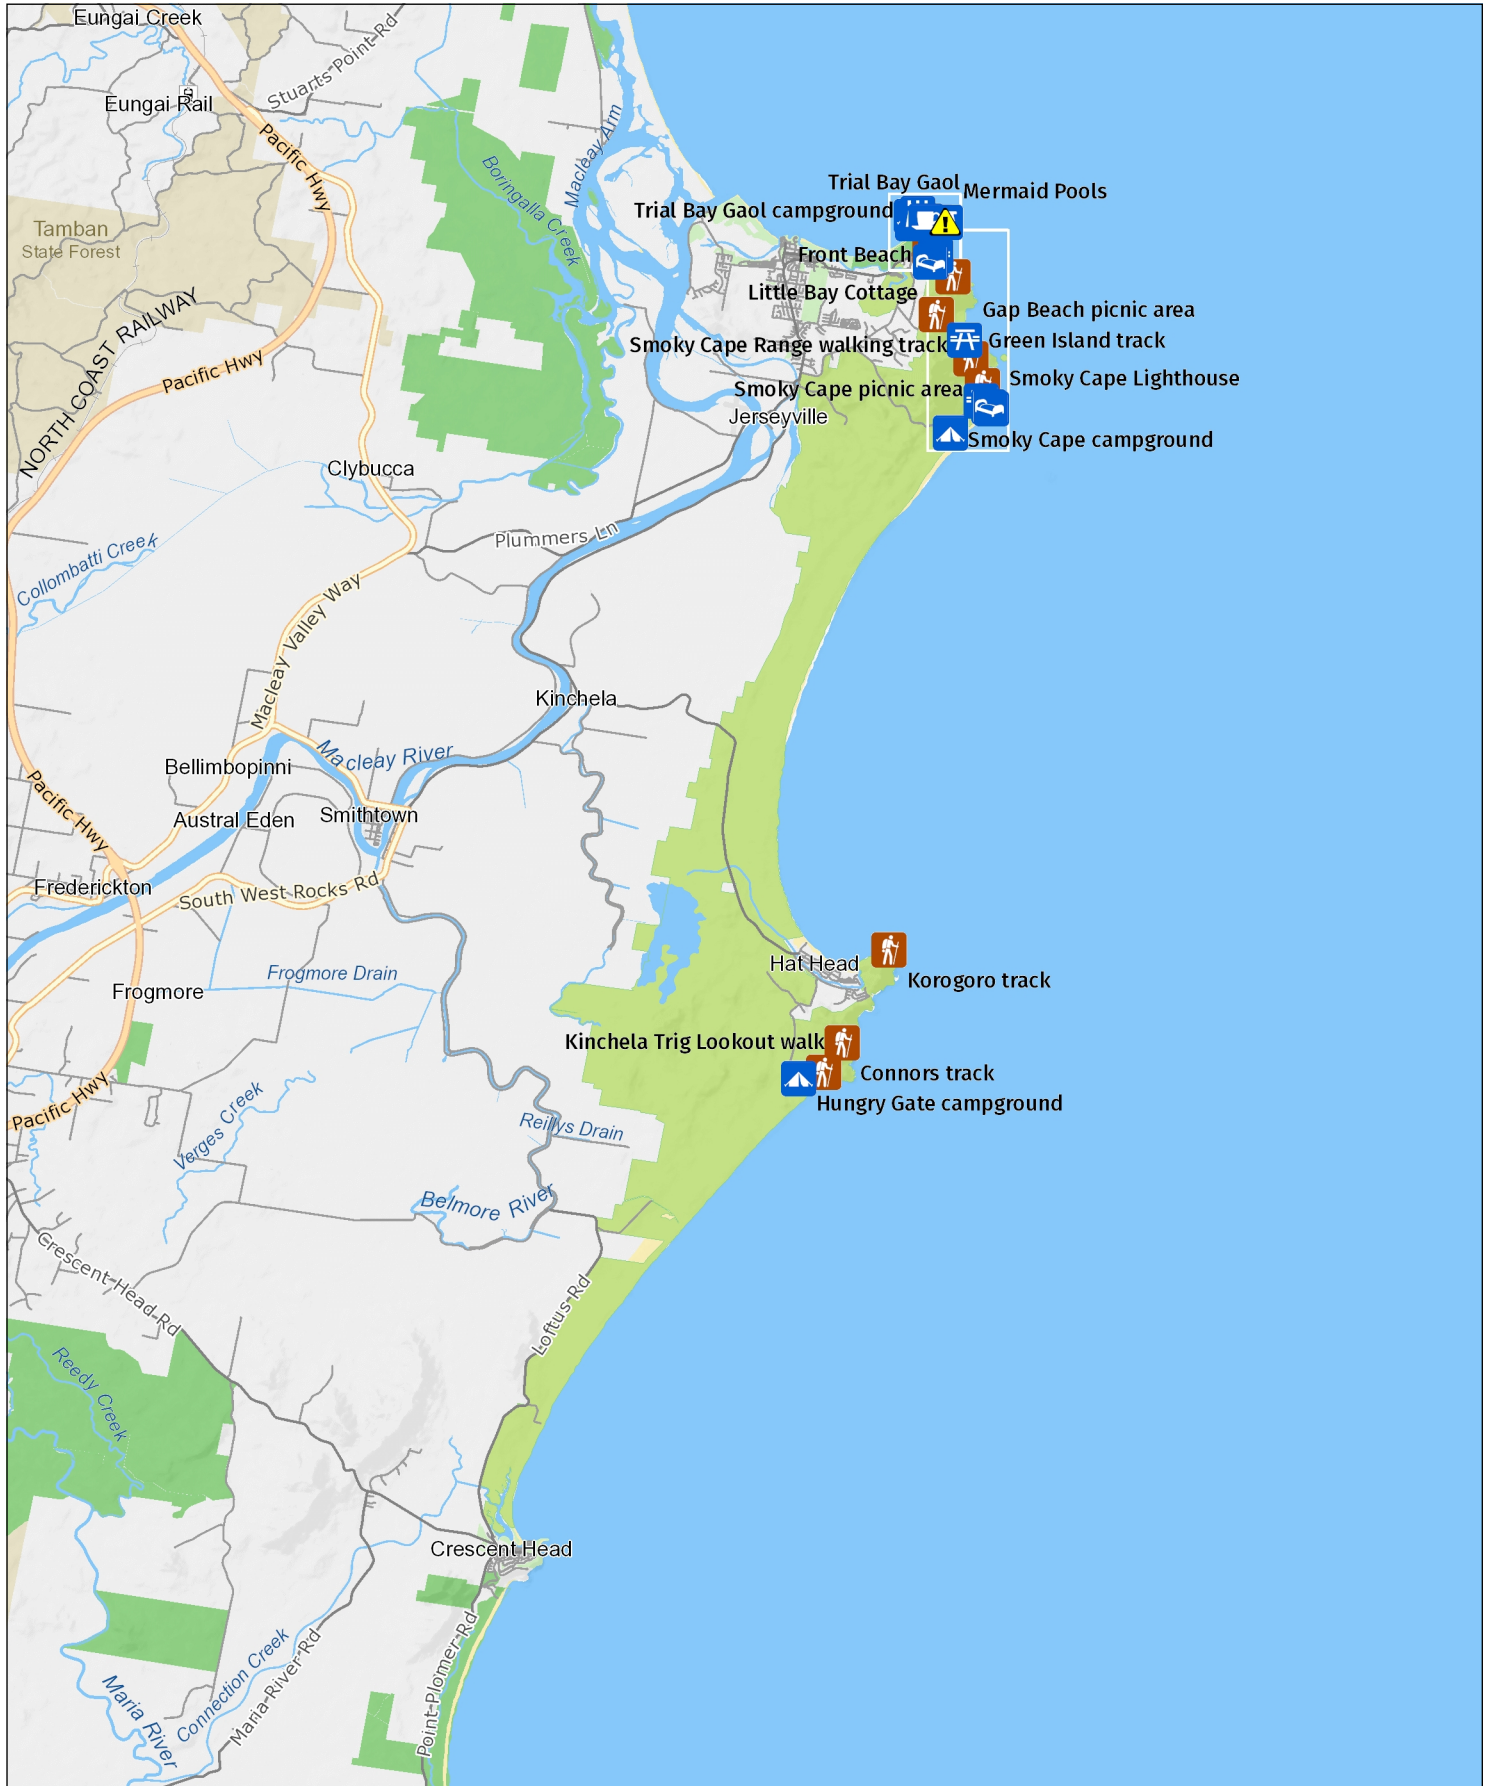 Eungai Creek
Stuarts Point Rd
Eungai Rail
Pacific Hwy
Macleay Arm
Boringalla Creek
Trial Bay Gaol
Mermaid Pools
Trial Bay Gaol campground
Tamban
State Forest
Front Beach
Little Bay Cottage
Gap Beach picnic area
NORTH COAST RAILWAY
Green Island track
Smoky Cape Range walking track
Pacific Hwy
Smoky Cape Lighthouse
Smoky Cape picnic area
Jerseyville
Smoky Cape campground
Clybucca
Plummers Ln
Collombatti Creek
Macleay Valley Way
Kinchela
Macleay River
Bellimbopinni
Pacific Hwy
Smithtown
Austral Eden
Frederickton
South West Rocks Rd
Hat Head
Frogmore Drain
Korogoro track
Frogmore
Kinchela Trig Lookout walk
Connors track
Pacific Hwy
Hungry Gate campground
Verges Creek
Reillys Drain
Belmore River
Crescent Head Rd
Loftus Rd
Reedy Creek
Crescent Head
Point Plomer Rd
Connection Creek
Maria River Rd
Maria River